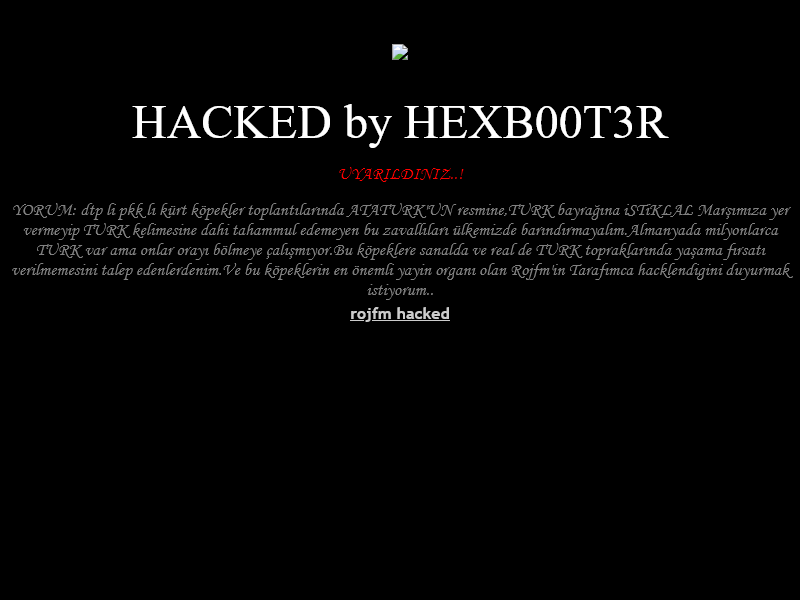 HACKED by HEXB00T3R
UYARILDINIZ..!
YORUM: dtp li pkk lı kürt köpekler toplantılarında ATATURK'UN resmine,TURK bayrağına iSTiKLAL Marşımıza yer
vermeyip TURK kelimesine dahi tahammul edemeyen bu zavallıları ülkemizde barındırmayalım.Almanyada milyonlarca
TURK var ama onlar orayı bölmeye çalışmıyor.Bu köpeklere sanalda ve real de TURK topraklarında yaşama fırsatı
verilmemesini talep edenlerdenim.Ve bu köpeklerin en önemli yayin organı olan Rojfm'in Tarafımca hacklendigini duyurmak
istiyorum..
rojfm hacked